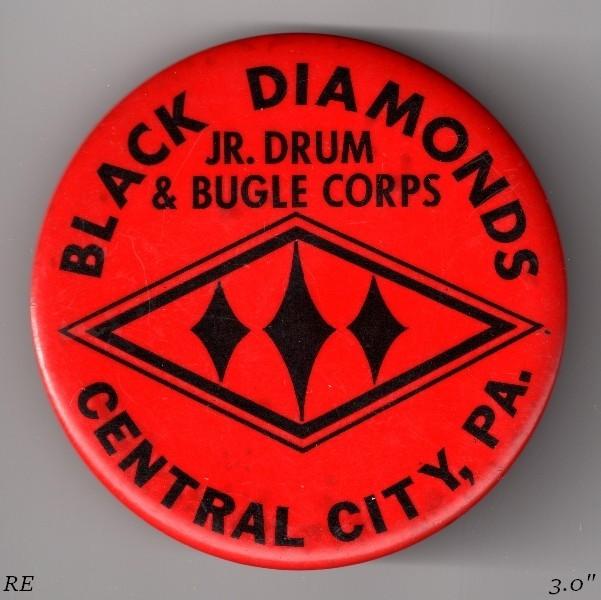 BLACK DIAMONDS
JR. DRUM
& BUGLE CORPS
CENTRAL CITY, PA.
RE
3.0"